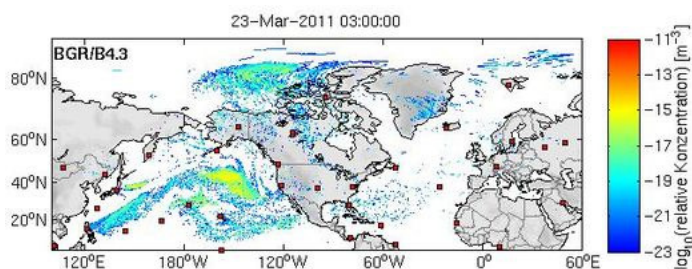 23-Mar-2011 03:00:00
BGR/B4.3
80°N
60°N
40°N
20°N
120°E
180°W
120°W
60°W
0°
60°E
-11
-13
-15
-17
-19
-21
-23
log10(relative Konzentration) [m-3]